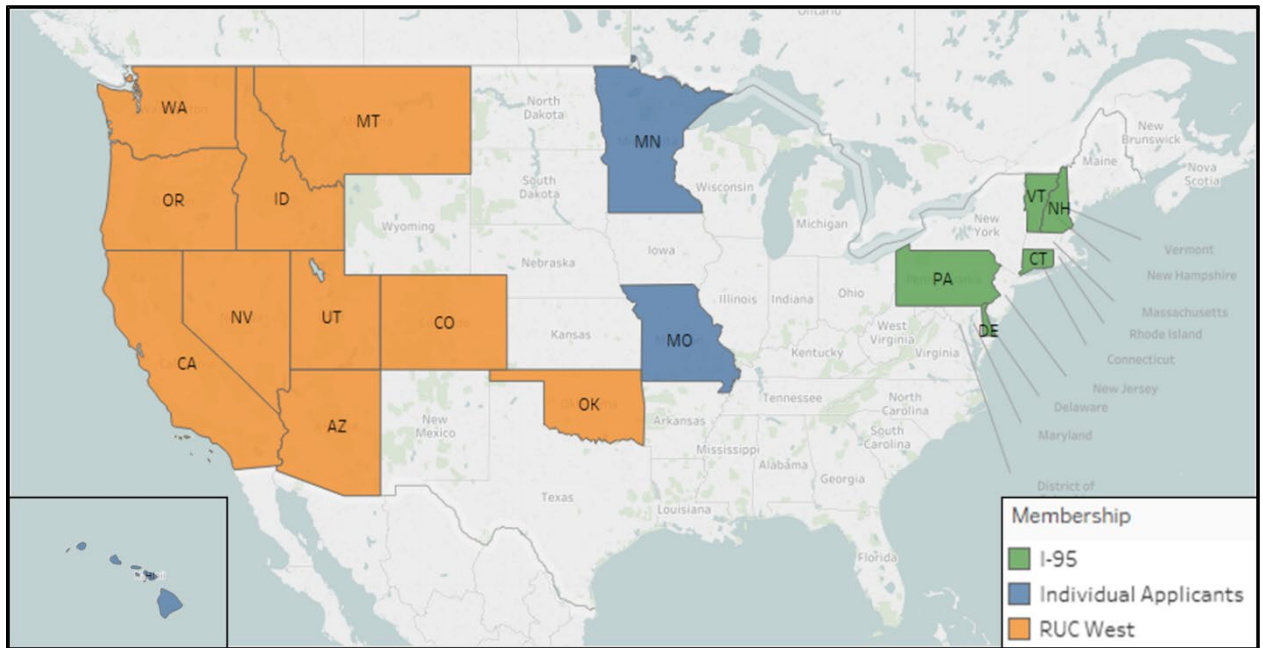 Ontario
WA
MT
North
Dakota
MN
New
Brunswick
Maine
Nova
Scotia
OR
ID
South
Dakota
Wisconsin
Michigan
VT
NH
New
York
Wyoming
Vermont
Iowa
CT
Nebraska
New Hampshire
PA
NV
UT
CO
Illinois
Indiana
Ohio
Massachusetts
Rhode Island
DE
Kansas
MO
West
Virginia
Virginia
Connecticut
CA
Kentucky
New Jersey
OK
Tennessee
North
Carolina
Delaware
AZ
New
Mexico
Arkansas
South
Carolina
Maryland
Mississippi
Alabama
Georgia
District of
Texas
Louisiana
Florida
Membership
I-95
Individual Applicants
RUC West